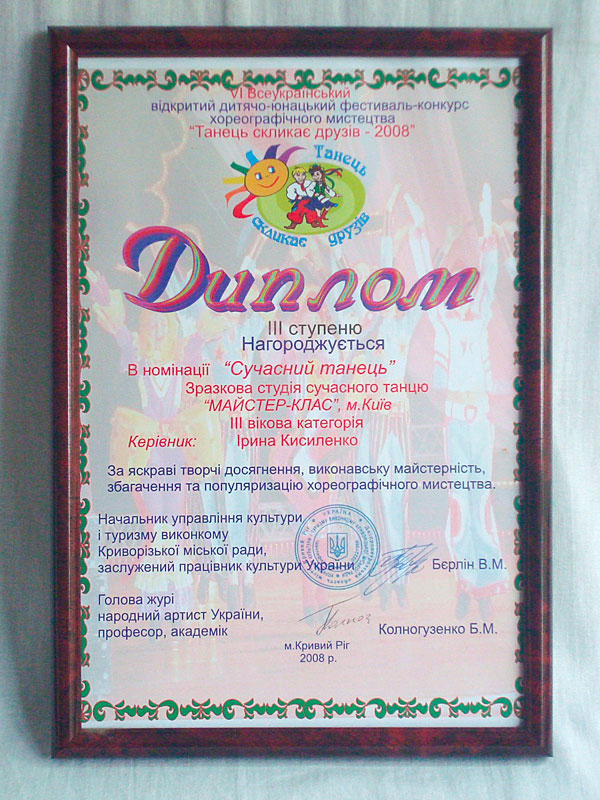 VI Всеукраїнський
відкритий дитячо-юнацький фестиваль-конкурс
хореографічного мистецтва
“Танець скликає друзів - 2008”
Танець
скликає друзів
Диплом
III ступеню
Нагороджується
В номінації “Сучасний танець”
Зразкова студія сучасного танцю
“МАЙСТЕР-КЛАС”, м.Київ
III вікова категорія
Керівник: Ірина Кисиленко
За яскраві творчі досягнення, виконавську майстерність,
збагачення та популяризацію хореографічного мистецтва.
Начальник управління культури
і туризму виконкому
Криворізької міської ради,
заслужений працівник культури України Бєрлін В.М.
Голова журі
народний артист України,
професор, академік Колногузенко Б.М.
м.Кривий Ріг
2008 р.